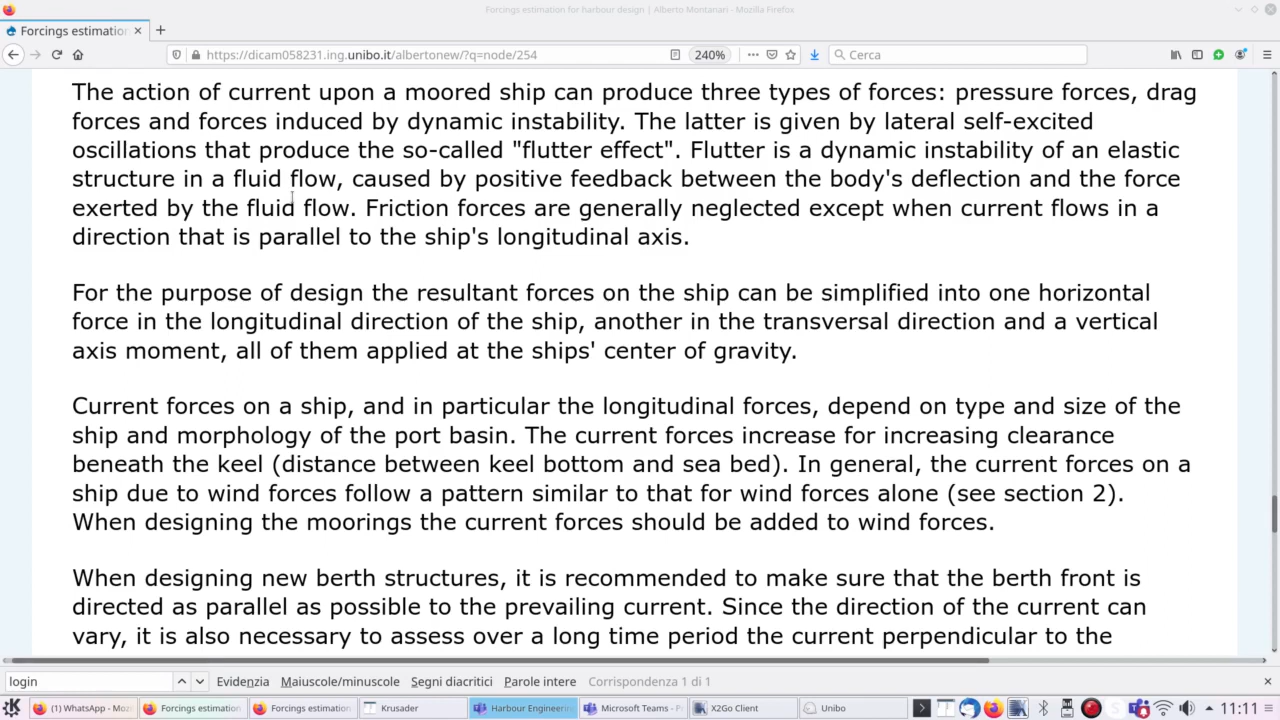 Forcings estimation for harbour design | Alberto Montanari - Mozilla Firefox
Forcings estimation
https://dicam058231.ing.unibo.it/albertonew/?q=node/254
240%
Cerca
The action of current upon a moored ship can produce three types of forces: pressure forces, drag
forces and forces induced by dynamic instability. The latter is given by lateral self-excited
oscillations that produce the so-called "flutter effect". Flutter is a dynamic instability of an elastic
structure in a fluid flow, caused by positive feedback between the body's deflection and the force
exerted by the fluid flow. Friction forces are generally neglected except when current flows in a
direction that is parallel to the ship's longitudinal axis.
For the purpose of design the resultant forces on the ship can be simplified into one horizontal
force in the longitudinal direction of the ship, another in the transversal direction and a vertical
axis moment, all of them applied at the ships' center of gravity.
Current forces on a ship, and in particular the longitudinal forces, depend on type and size of the
ship and morphology of the port basin. The current forces increase for increasing clearance
beneath the keel (distance between keel bottom and sea bed). In general, the current forces on a
ship due to wind forces follow a pattern similar to that for wind forces alone (see section 2).
When designing the moorings the current forces should be added to wind forces.
When designing new berth structures, it is recommended to make sure that the berth front is
directed as parallel as possible to the prevailing current. Since the direction of the current can
vary, it is also necessary to assess over a long time period the current perpendicular to the
login
Evidenzia Maiuscole/minuscole Segni diacritici Parole intere Corrispondenza 1 di 1
(1) WhatsApp - Moz Forcings estimation Forcings estimation Krusader Harbour Engineerin Microsoft Teams - P X2Go Client Unibo 11:11